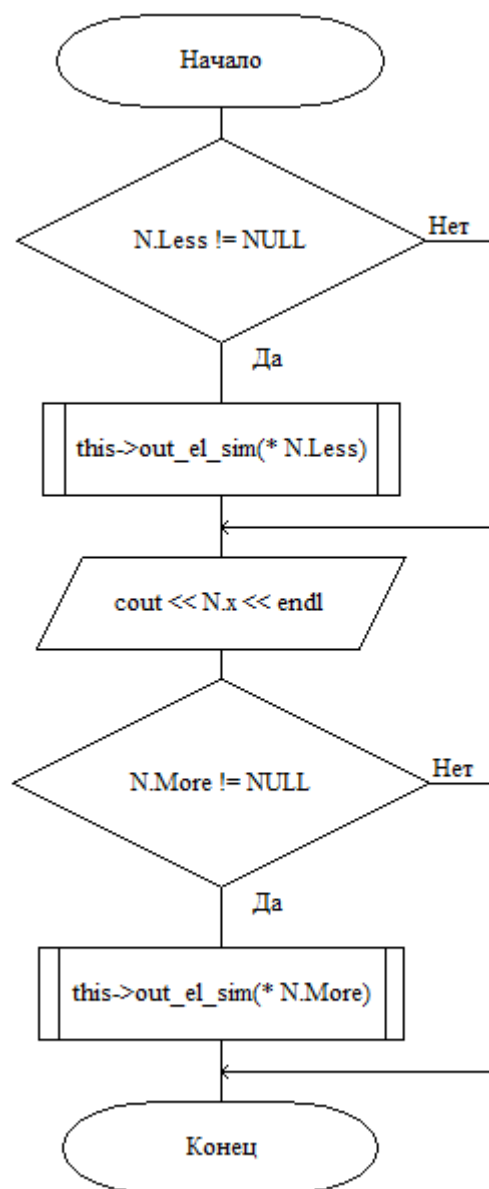 Начало
N.Less != NULL
Нет
Да
this->out_el_sim(* N.Less)
cout << N.x << endl
N.More != NULL
Нет
Да
this->out_el_sim(* N.More)
Конец